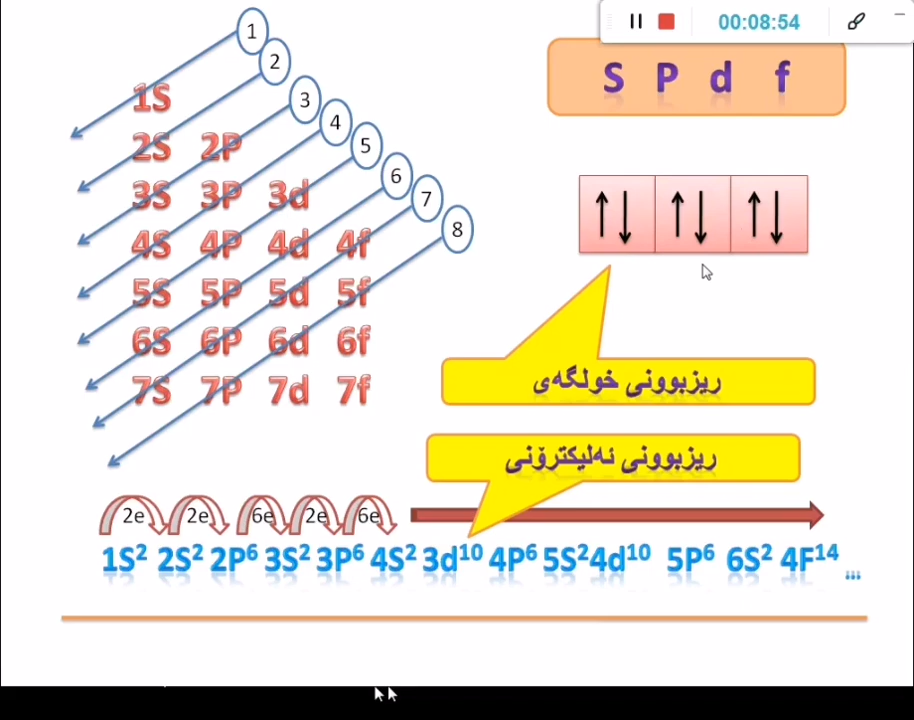 00:08:54
S P d f
1
2
3
4
5
6
7
8
1S
2S 2P
3S 3P 3d
4S 4P 4d 4f
5S 5P 5d 5f
6S 6P 6d 6f
7S 7P 7d 7f
ریزبوونی خولگەی
ریزبوونی ئەلیکترۆنی
2e 2e 6e 2e 6e
1S² 2S² 2P⁶ 3S² 3P⁶ 4S² 3d¹⁰ 4P⁶ 5S² 4d¹⁰ 5P⁶ 6S² 4F¹⁴ ...